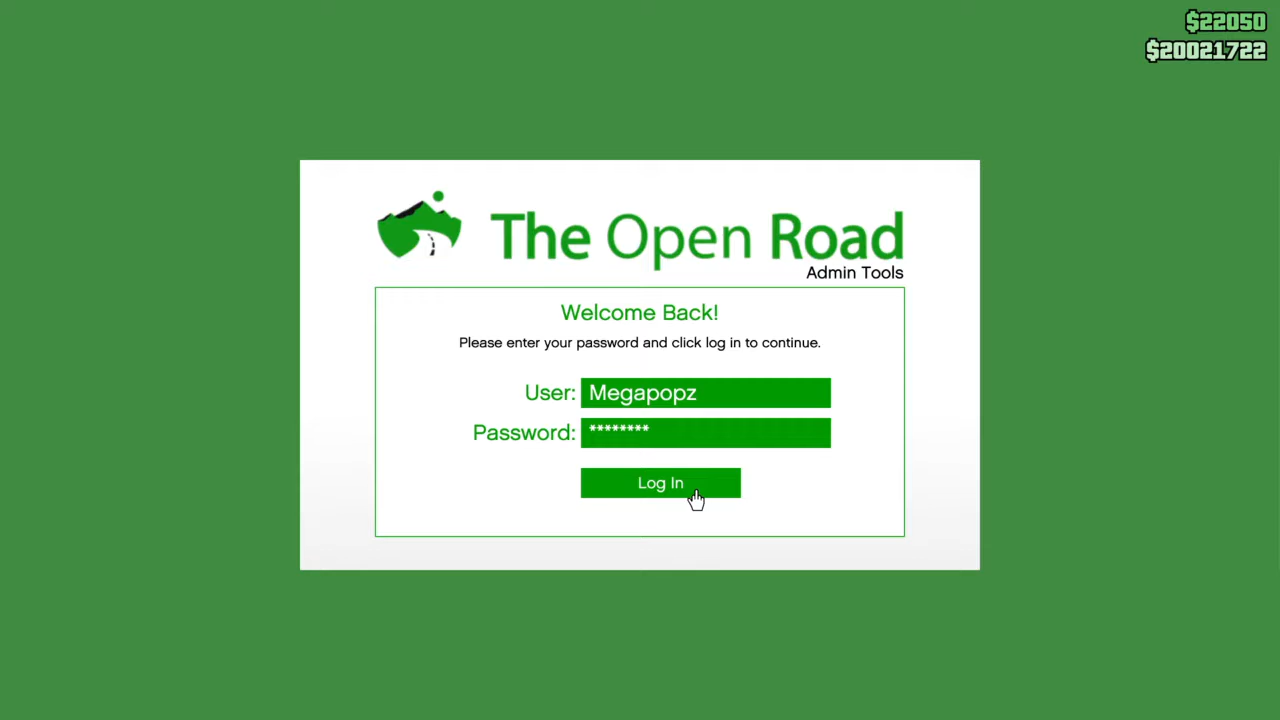 $22050
$20021722
The Open Road
Admin Tools
Welcome Back!
Please enter your password and click log in to continue.
User: Megapopz
Password: ********
Log In